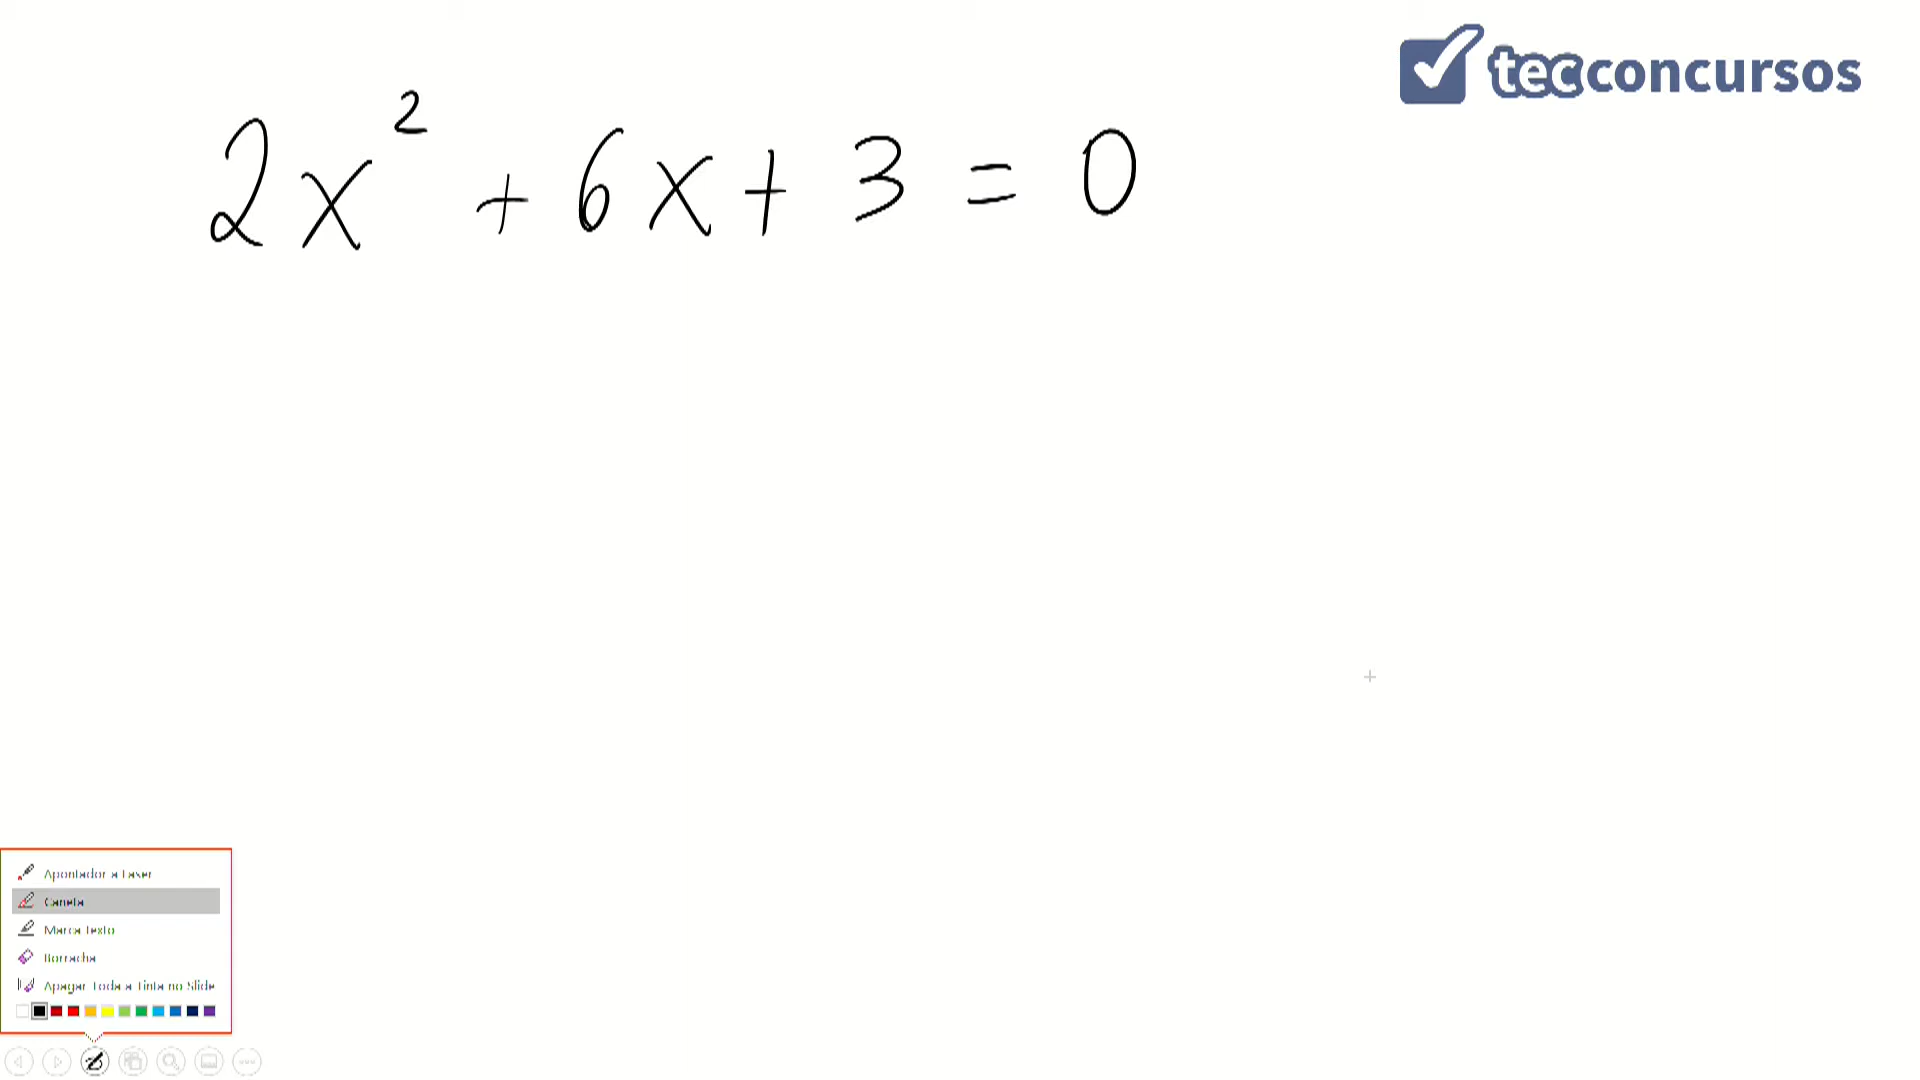 tecconcursos
2x² + 6x + 3 = 0
Apontador a Laser
Caneta
Marca Texto
Borracha
Apagar Toda a Tinta no Slide